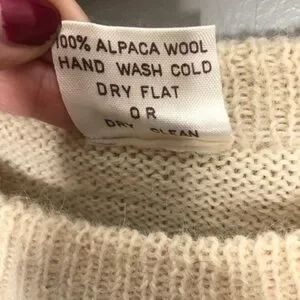 100% ALPACA WOOL
HAND WASH COLD
DRY FLAT
OR
DRY CLEAN